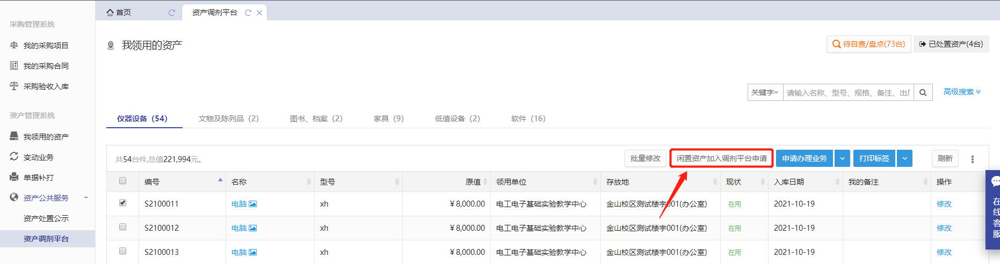 首页
资产调剂平台
采购管理系统
我的采购项目
我的采购合同
采购验收入库
资产管理系统
我领用的资产
变动业务
单据补打
资产公共服务 -
资产处置公示
资产调剂平台
我领用的资产
待自查/盘点(73台)
已处置资产(4台)
关键字
请输入名称、型号、规格、备注、出厂
高级搜索
仪器设备（54） 文物及陈列品（2） 图书、档案（2） 家具（9） 低值设备（2） 软件（16）
共54台件,总值221,994元。
批量修改 闲置资产加入调剂平台申请 申请办理业务 打印标签 刷新
编号 名称 型号 原值 领用单位 存放地 现状 入库日期 我的备注 操作
S2100011 电脑 xh ¥8,000.00 电工电子基础实验教学中心 金山校区测试楼宇001(办公室) 在用 2021-10-19 修改
S2100012 电脑 xh ¥8,000.00 电工电子基础实验教学中心 金山校区测试楼宇001(办公室) 在用 2021-10-19 修改
S2100013 电脑 xh ¥8,000.00 电工电子基础实验教学中心 金山校区测试楼宇001(办公室) 在用 2021-10-19 修改
在线客服